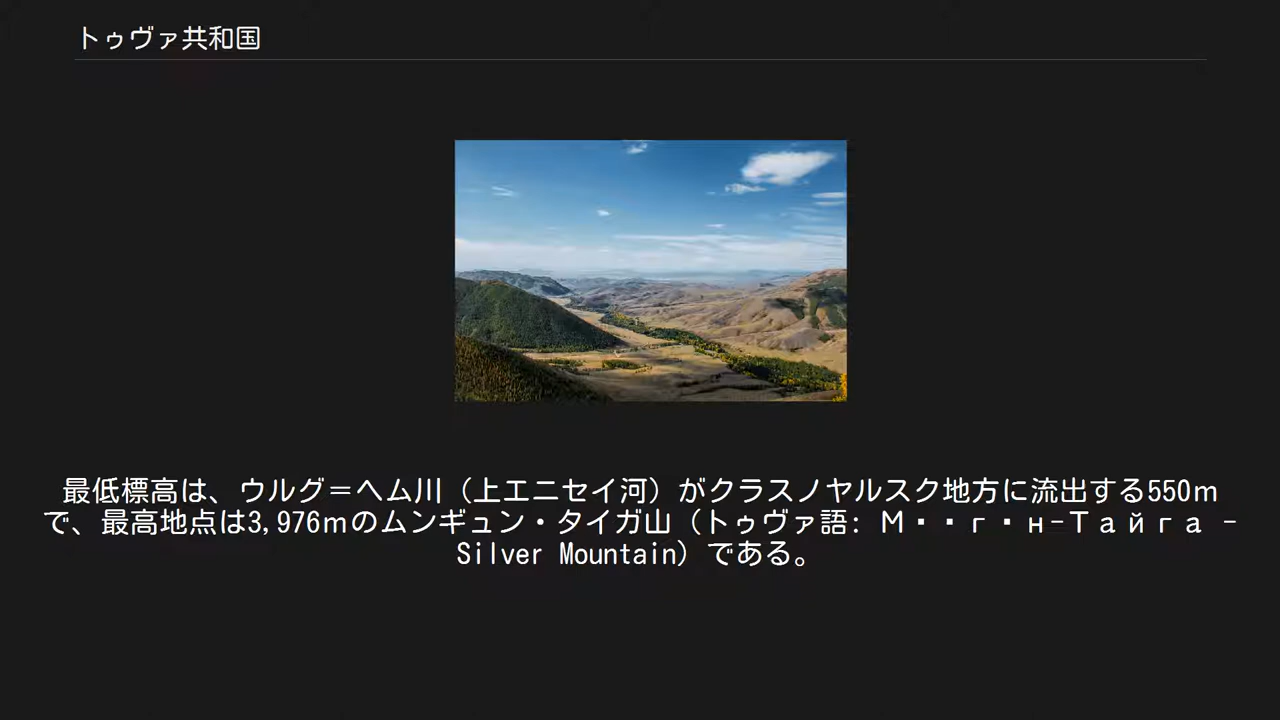 トゥヴァ共和国
最低標高は、ウルグ＝ヘム川（上エニセイ河）がクラスノヤルスク地方に流出する550m
で、最高地点は3,976mのムンギュン・タイガ山（トゥヴァ語: М・・г・н-Тайга -
Silver Mountain）である。